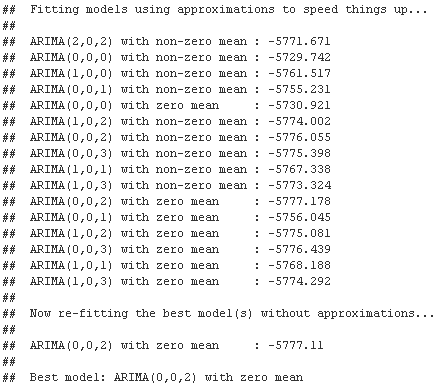 ##  Fitting models using approximations to speed things up...
##
##  ARIMA(2,0,2) with non-zero mean : -5771.671
##  ARIMA(0,0,0) with non-zero mean : -5729.742
##  ARIMA(1,0,0) with non-zero mean : -5761.517
##  ARIMA(0,0,1) with non-zero mean : -5755.231
##  ARIMA(0,0,0) with zero mean     : -5730.921
##  ARIMA(1,0,2) with non-zero mean : -5774.002
##  ARIMA(0,0,2) with non-zero mean : -5776.055
##  ARIMA(0,0,3) with non-zero mean : -5775.398
##  ARIMA(1,0,1) with non-zero mean : -5767.338
##  ARIMA(1,0,3) with non-zero mean : -5773.324
##  ARIMA(0,0,2) with zero mean     : -5777.178
##  ARIMA(0,0,1) with zero mean     : -5756.045
##  ARIMA(1,0,2) with zero mean     : -5775.081
##  ARIMA(0,0,3) with zero mean     : -5776.439
##  ARIMA(1,0,1) with zero mean     : -5768.188
##  ARIMA(1,0,3) with zero mean     : -5774.292
##
##  Now re-fitting the best model(s) without approximations...
##
##  ARIMA(0,0,2) with zero mean     : -5777.11
##
##  Best model: ARIMA(0,0,2) with zero mean